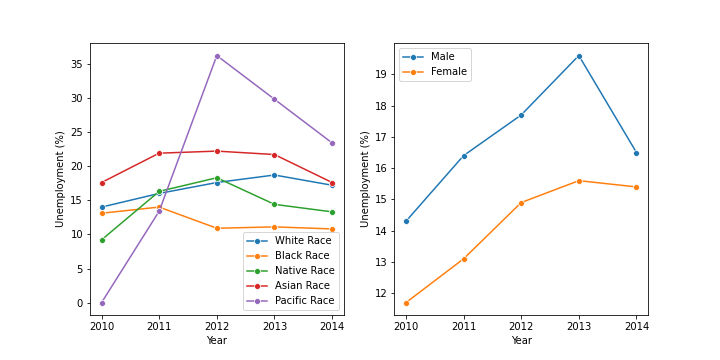 35
30
25
20
15
10
5
0
Unemployment (%)
2010 2011 2012 2013 2014
Year
White Race
Black Race
Native Race
Asian Race
Pacific Race
19
18
17
16
15
14
13
12
Unemployment (%)
2010 2011 2012 2013 2014
Year
Male
Female